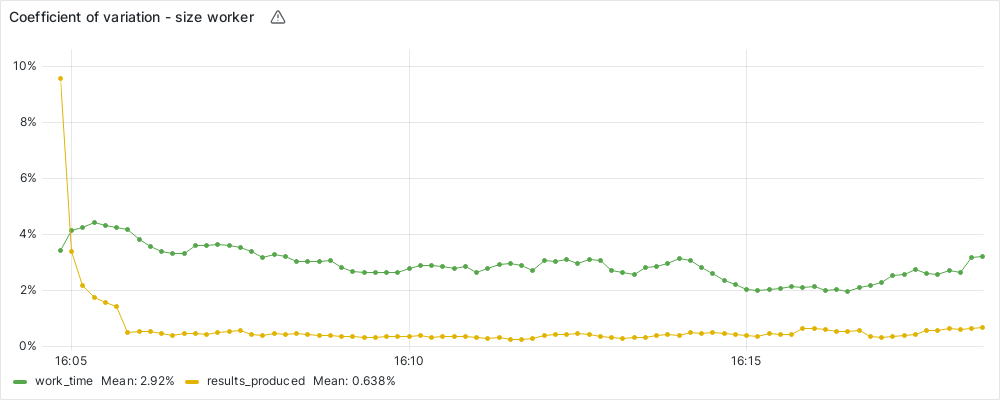 Coefficient of variation - size worker
10%
8%
6%
4%
2%
0%
16:05 16:10 16:15
work_time Mean: 2.92% results_produced Mean: 0.638%